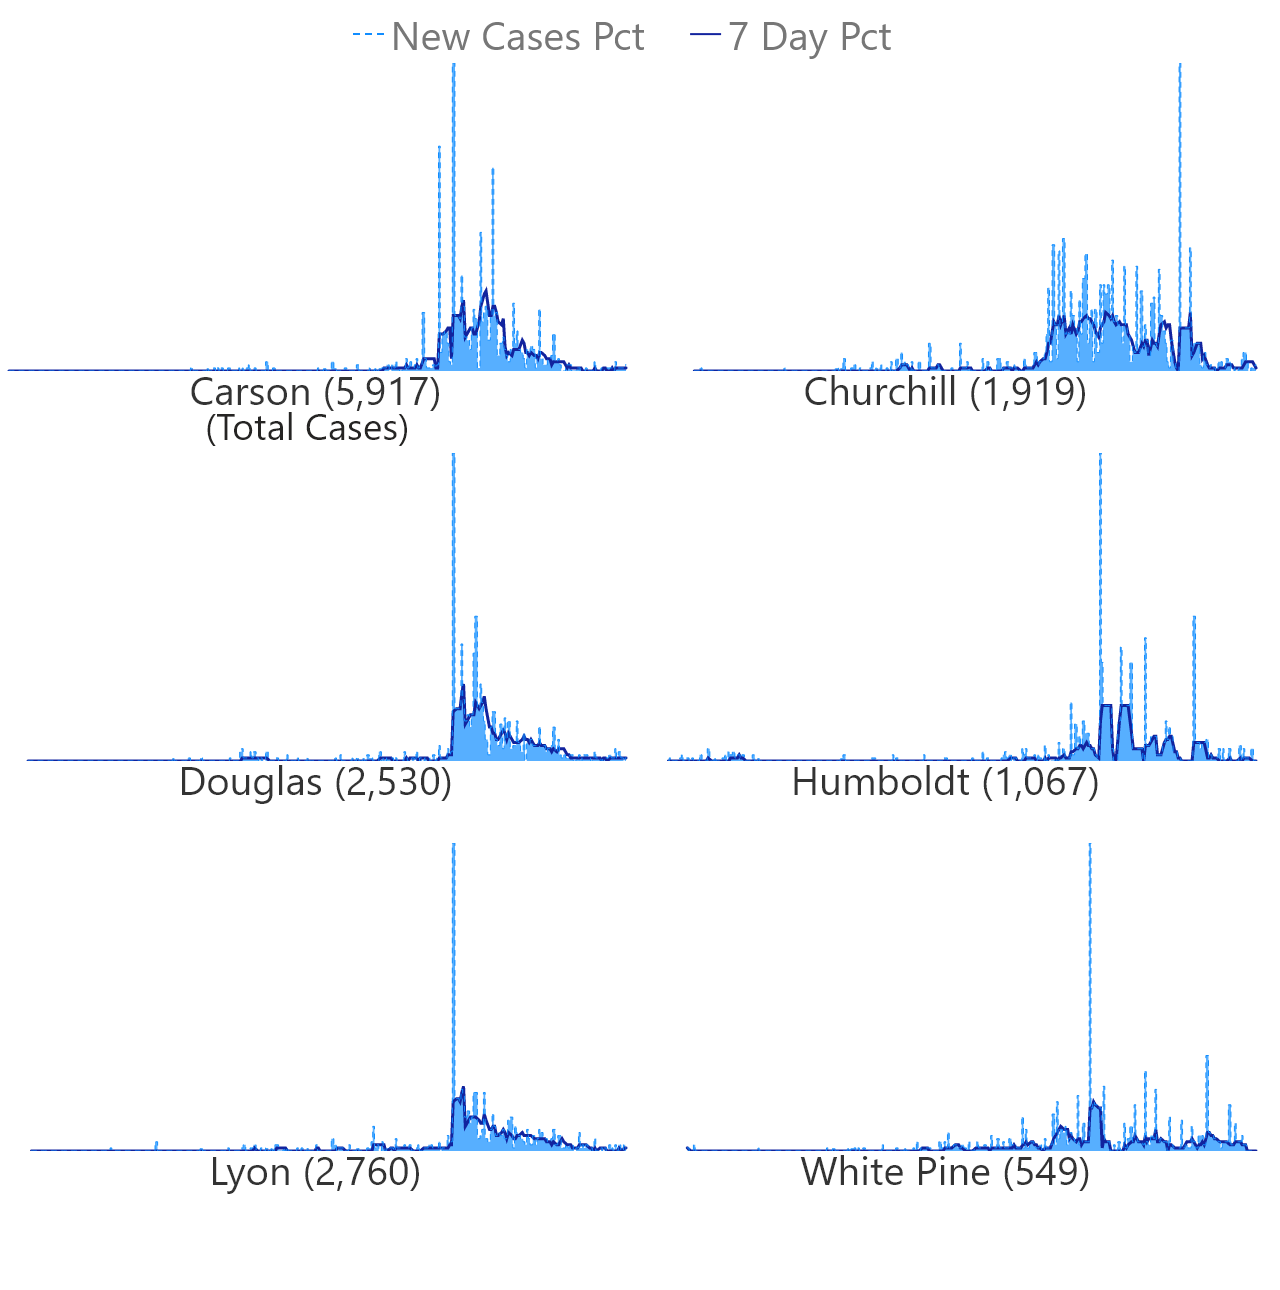 New Cases Pct 7 Day Pct
Carson (5,917) Churchill (1,919)
(Total Cases)
Douglas (2,530) Humboldt (1,067)
Lyon (2,760) White Pine (549)